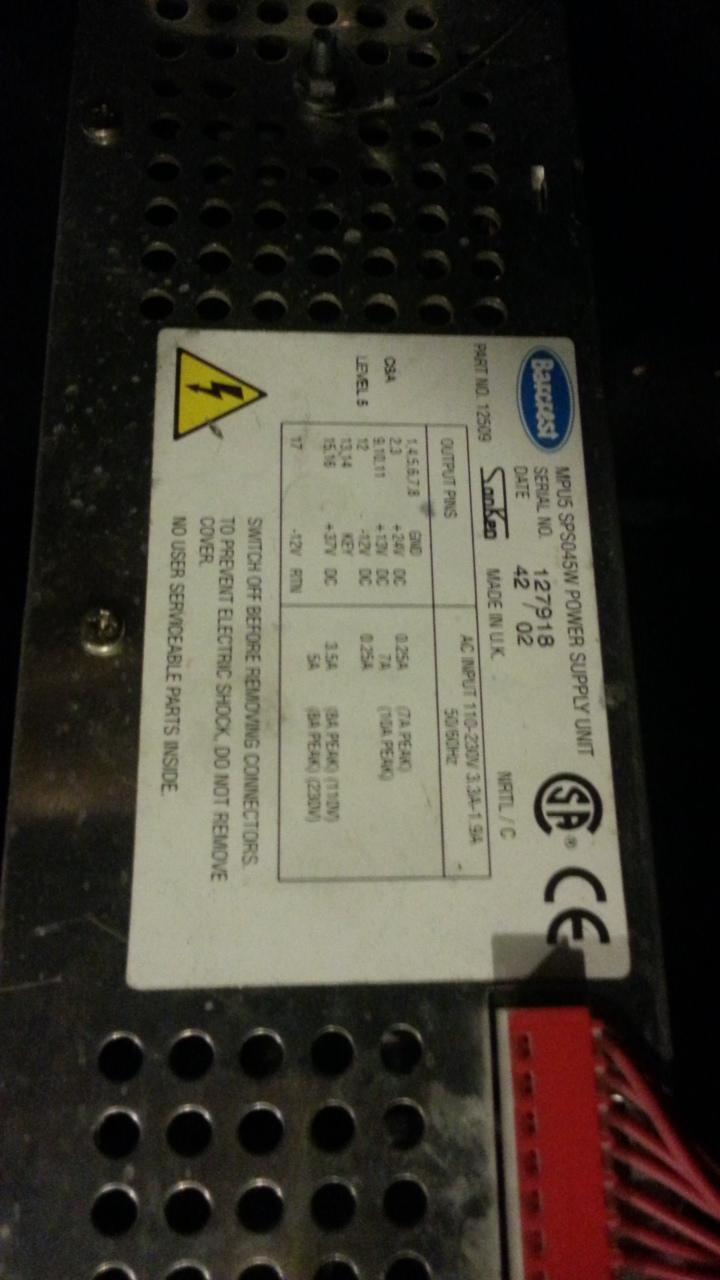 Barcrest
MPU5 SPS045W POWER SUPPLY UNIT
SERIAL NO. 127918
DATE 42 / 02
NRTL / C
SA ® CE
PART NO. 12509 SanKen MADE IN U.K.
OUTPUT PINS AC INPUT 110-230V 3.3A-1.9A
50/60Hz
1,4,5,6,7,8 GND
2,3 +24V DC 0.25A (7A PEAK)
9,10,11 +13V DC 7A (10A PEAK)
12 -12V DC 0.25A
13,14 KEY
15,16 +37V DC 3.5A (8A PEAK) (110V)
5A (8A PEAK) (230V)
17 -12V RTN
CSA
LEVEL 5
SWITCH OFF BEFORE REMOVING CONNECTORS.
TO PREVENT ELECTRIC SHOCK, DO NOT REMOVE
COVER.
NO USER SERVICEABLE PARTS INSIDE.